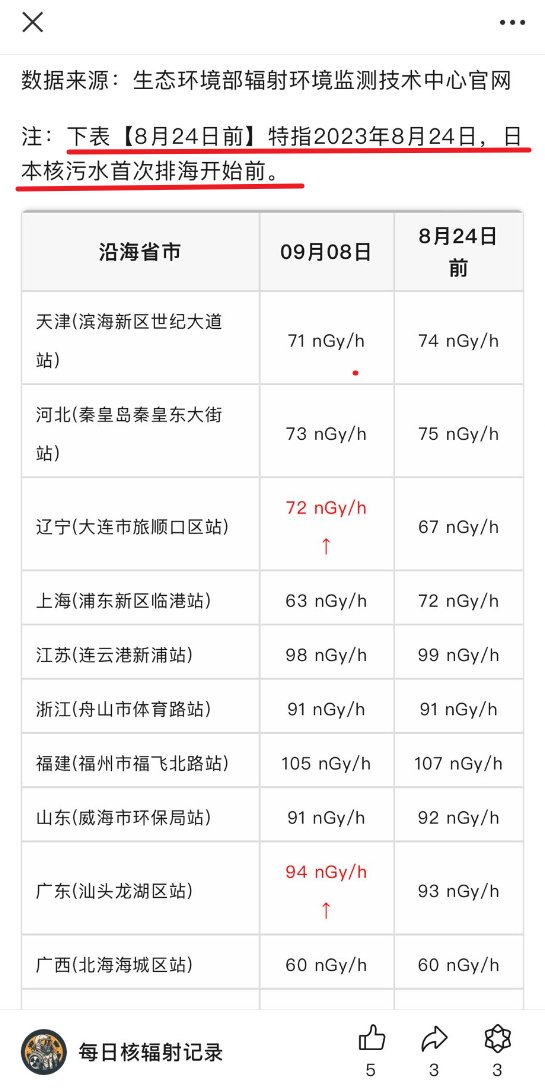 数据来源：生态环境部辐射环境监测技术中心官网
注：下表【8月24日前】特指2023年8月24日，日
本核污水首次排海开始前。
沿海省市 09月08日 8月24日
前
天津(滨海新区世纪大道
站) 71 nGy/h 74 nGy/h
河北(秦皇岛秦皇东大街
站) 73 nGy/h 75 nGy/h
辽宁(大连市旅顺口区站) 72 nGy/h
↑ 67 nGy/h
上海(浦东新区临港站) 63 nGy/h 72 nGy/h
江苏(连云港新浦站) 98 nGy/h 99 nGy/h
浙江(舟山市体育路站) 91 nGy/h 91 nGy/h
福建(福州市福飞北路站) 105 nGy/h 107 nGy/h
山东(威海市环保局站) 91 nGy/h 92 nGy/h
广东(汕头龙湖区站) 94 nGy/h
↑ 93 nGy/h
广西(北海海城区站) 60 nGy/h 60 nGy/h
每日核辐射记录
5 3 3